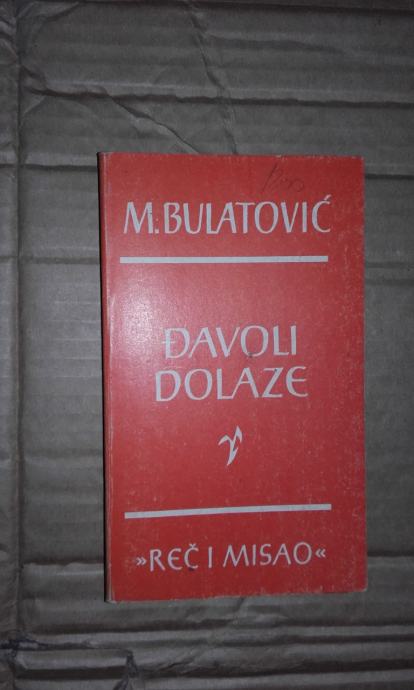 M. BULATOVIĆ
ĐAVOLI
DOLAZE
»REČ I MISAO«